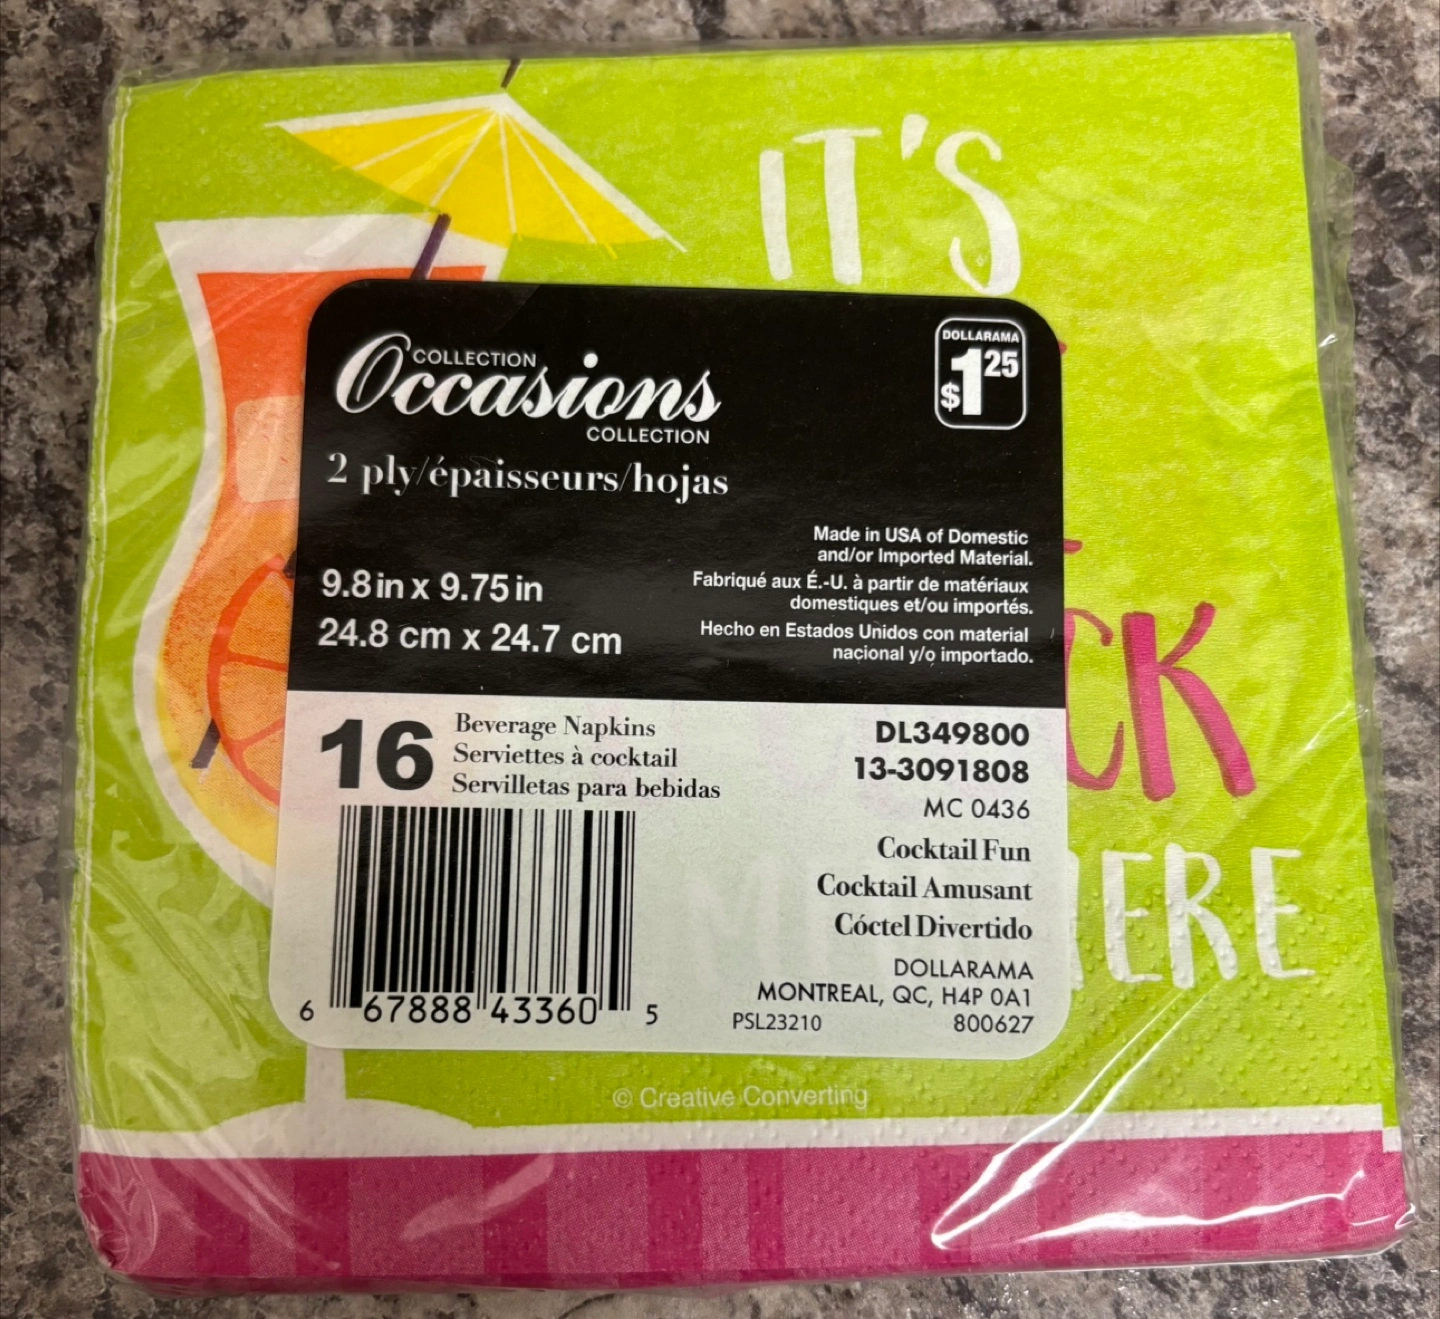 IT'S
COLLECTION
Occasions
COLLECTION
DOLLARAMA
$1.25
2 ply/épaisseurs/hojas
Made in USA of Domestic
and/or Imported Material.
Fabriqué aux É.-U. à partir de matériaux
domestiques et/ou importés.
Hecho en Estados Unidos con material
nacional y/o importado.
9.8 in x 9.75 in
24.8 cm x 24.7 cm
16
Beverage Napkins
Serviettes à cocktail
Servilletas para bebidas
DL349800
13-3091808
MC 0436
Cocktail Fun
Cocktail Amusant
Cóctel Divertido
DOLLARAMA
MONTREAL, QC, H4P 0A1
PSL23210 800627
6 67888 43360 5
CK
ERE
© Creative Converting